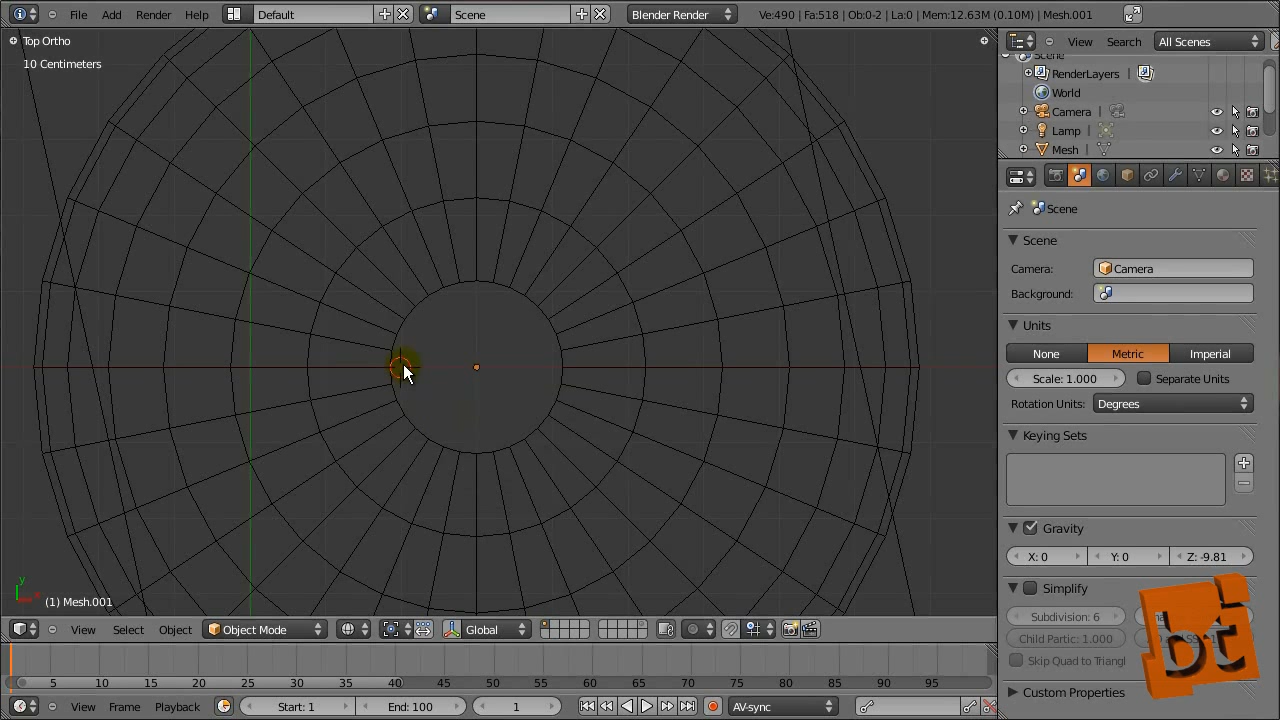 File Add Render Help Default Scene Blender Render Ve:490 | Fa:518 | Ob:0-2 | La:0 | Mem:12.63M (0.10M) | Mesh.001
Top Ortho
10 Centimeters
View Search All Scenes
Scene
RenderLayers
World
Camera
Lamp
Mesh
Scene
Scene
Camera: Camera
Background:
Units
None Metric Imperial
Scale: 1.000 Separate Units
Rotation Units: Degrees
Keying Sets
Gravity
X: 0 Y: 0 Z: -9.81
Simplify
Subdivision: 6
Child Partic: 1.000
Skip Quad to Triangl
Custom Properties
bt
y
(1) Mesh.001
View Select Object Object Mode Global
5 10 15 20 25 30 35 40 45 50 55 60 65 70 75 80 85 90 95
View Frame Playback Start: 1 End: 100 1 AV-sync